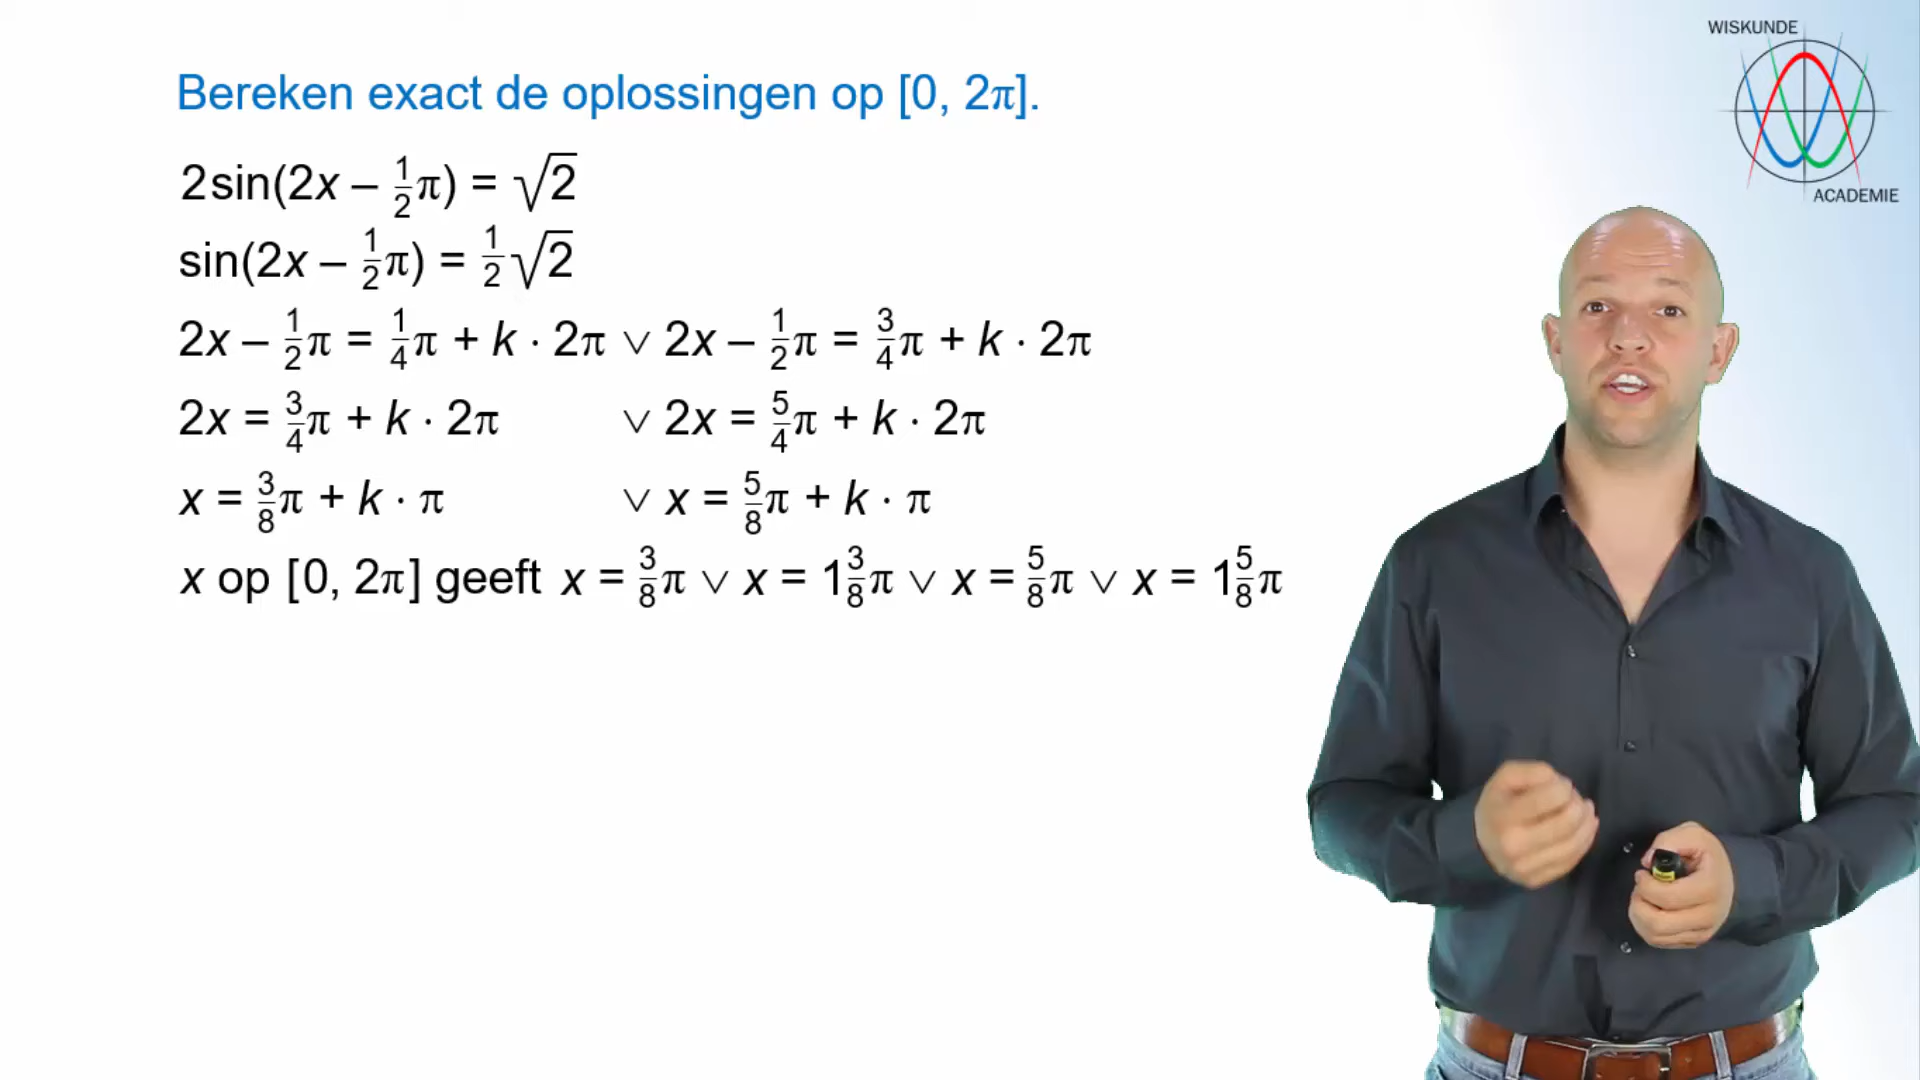 WISKUNDE
ACADEMIE
Bereken exact de oplossingen op [0, 2π].
2sin(2x – 1/2π) = √2
sin(2x – 1/2π) = 1/2√2
2x – 1/2π = 1/4π + k · 2π ∨ 2x – 1/2π = 3/4π + k · 2π
2x = 3/4π + k · 2π ∨ 2x = 5/4π + k · 2π
x = 3/8π + k · π ∨ x = 5/8π + k · π
x op [0, 2π] geeft x = 3/8π ∨ x = 1 3/8π ∨ x = 5/8π ∨ x = 1 5/8π